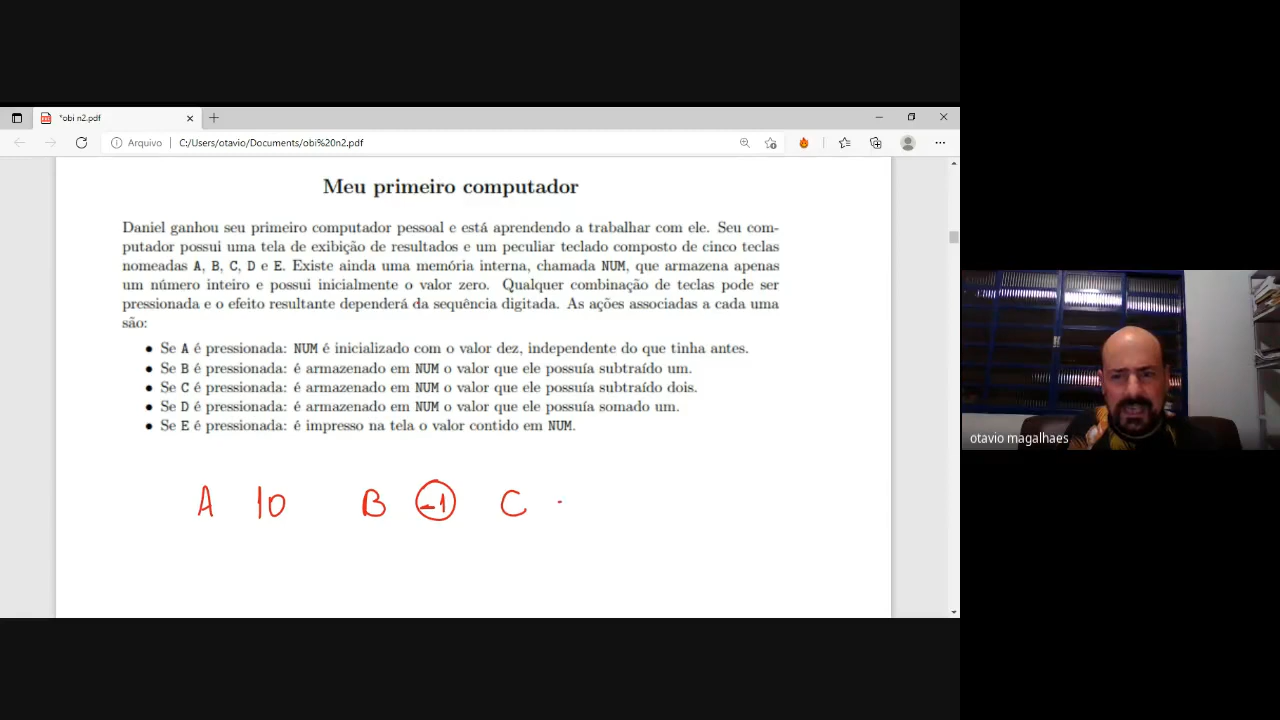 *obi n2.pdf
Arquivo C:/Users/otavio/Documents/obi%20n2.pdf
Meu primeiro computador
Daniel ganhou seu primeiro computador pessoal e está aprendendo a trabalhar com ele. Seu com-
putador possui uma tela de exibição de resultados e um peculiar teclado composto de cinco teclas
nomeadas A, B, C, D e E. Existe ainda uma memória interna, chamada NUM, que armazena apenas
um número inteiro e possui inicialmente o valor zero. Qualquer combinação de teclas pode ser
pressionada e o efeito resultante dependerá da sequência digitada. As ações associadas a cada uma
são:
• Se A é pressionada: NUM é inicializado com o valor dez, independente do que tinha antes.
• Se B é pressionada: é armazenado em NUM o valor que ele possuía subtraído um.
• Se C é pressionada: é armazenado em NUM o valor que ele possuía subtraído dois.
• Se D é pressionada: é armazenado em NUM o valor que ele possuía somado um.
• Se E é pressionada: é impresso na tela o valor contido em NUM.
A 10 B -1 C -
otavio magalhaes